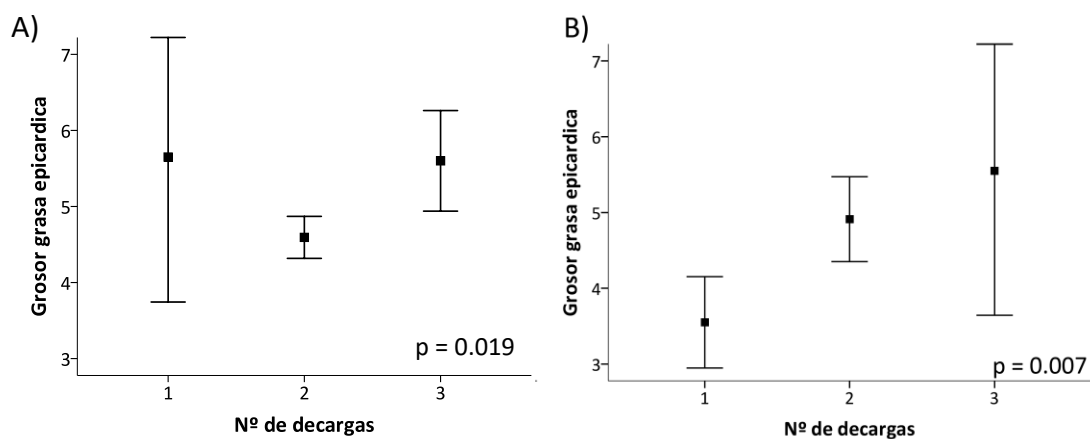 A)
Grosor grasa epicardica
7
6
5
4
3
p = 0.019
1 2 3
Nº de decargas
B)
Grosor grasa epicardica
7
6
5
4
3
p = 0.007
1 2 3
Nº de decargas